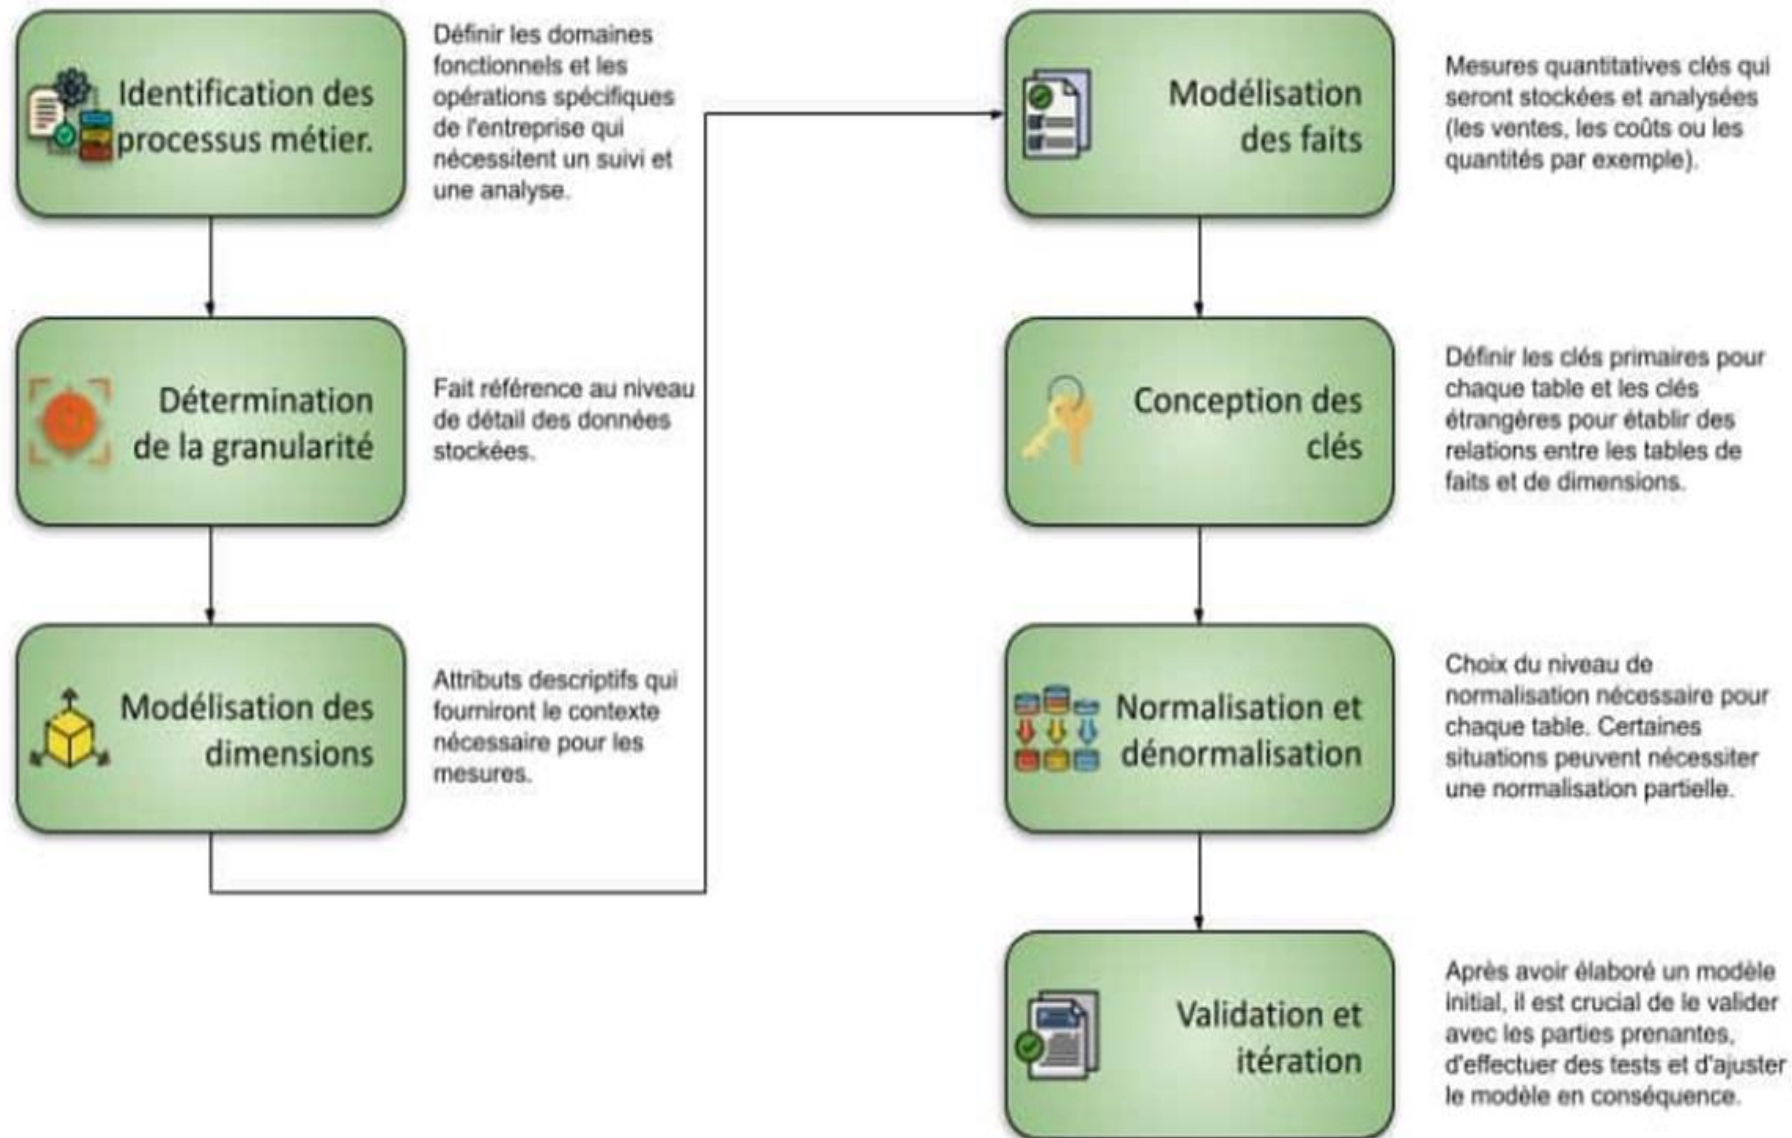 Identification des
processus métier.
Définir les domaines
fonctionnels et les
opérations spécifiques
de l'entreprise qui
nécessitent un suivi et
une analyse.
Détermination
de la granularité
Fait référence au niveau
de détail des données
stockées.
Modélisation des
dimensions
Attributs descriptifs qui
fourniront le contexte
nécessaire pour les
mesures.
Modélisation
des faits
Mesures quantitatives clés qui
seront stockées et analysées
(les ventes, les coûts ou les
quantités par exemple).
Conception des
clés
Définir les clés primaires pour
chaque table et les clés
étrangères pour établir des
relations entre les tables de
faits et de dimensions.
Normalisation et
dénormalisation
Choix du niveau de
normalisation nécessaire pour
chaque table. Certaines
situations peuvent nécessiter
une normalisation partielle.
Validation et
itération
Après avoir élaboré un modèle
initial, il est crucial de le valider
avec les parties prenantes,
d'effectuer des tests et d'ajuster
le modèle en conséquence.